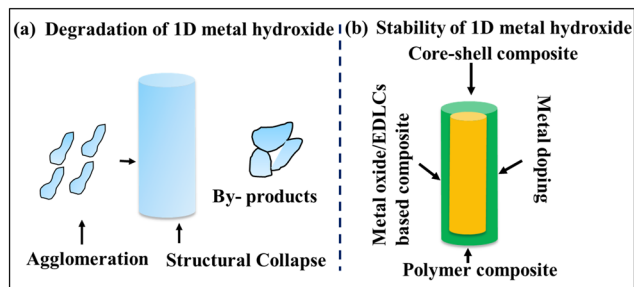 (a) Degradation of 1D metal hydroxide
By- products
Agglomeration
Structural Collapse
(b) Stability of 1D metal hydroxide
Core-shell composite
Metal oxide/EDLCs
based composite
Metal doping
Polymer composite